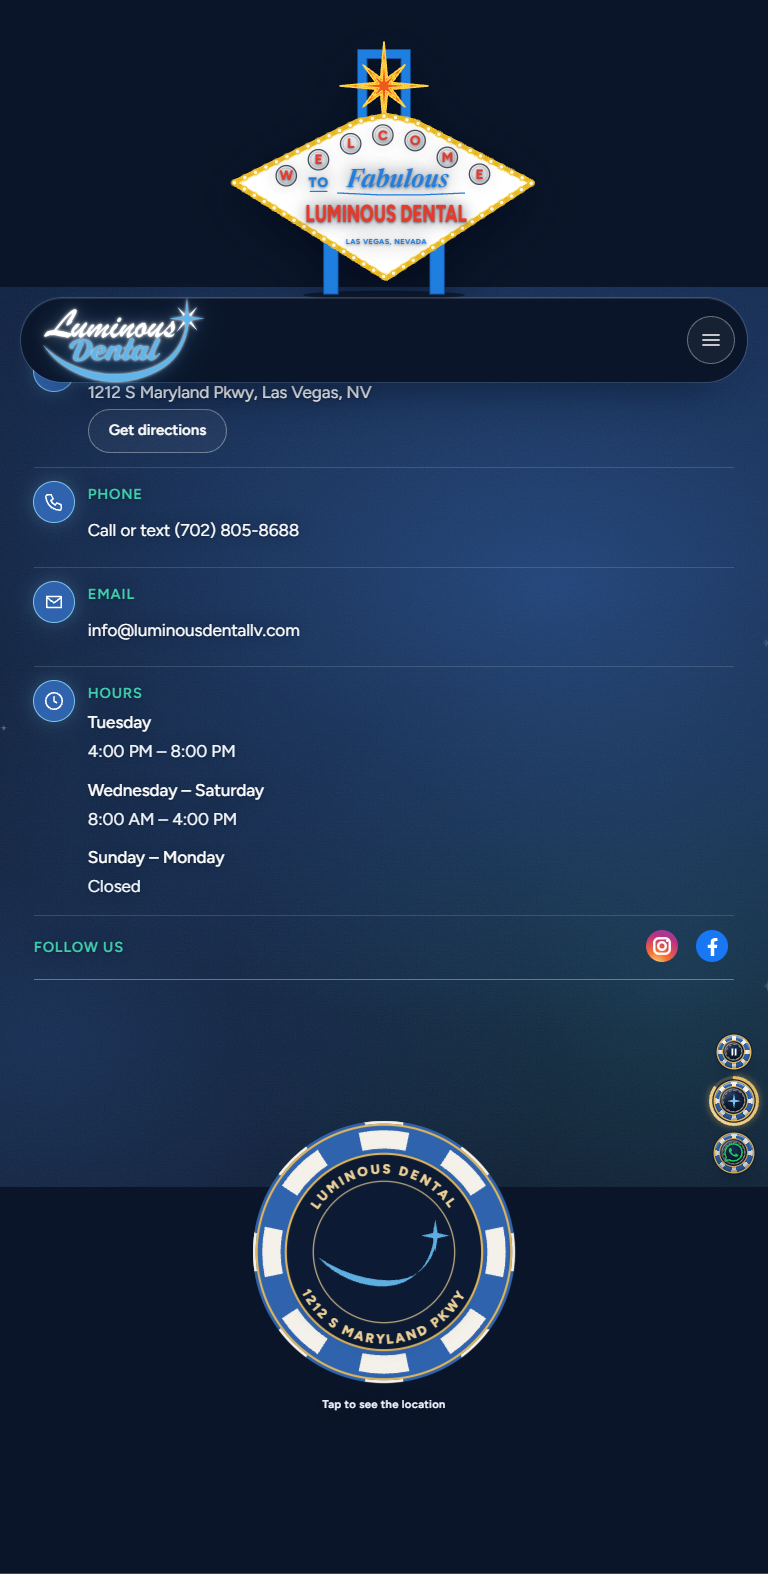 WELCOME
TO Fabulous
LUMINOUS DENTAL
LAS VEGAS, NEVADA
Luminous
Dental
1212 S Maryland Pkwy, Las Vegas, NV
Get directions
PHONE
Call or text (702) 805-8688
EMAIL
info@luminousdentallv.com
HOURS
Tuesday
4:00 PM – 8:00 PM
Wednesday – Saturday
8:00 AM – 4:00 PM
Sunday – Monday
Closed
FOLLOW US
LUMINOUS DENTAL
1212 S MARYLAND PKWY
Tap to see the location